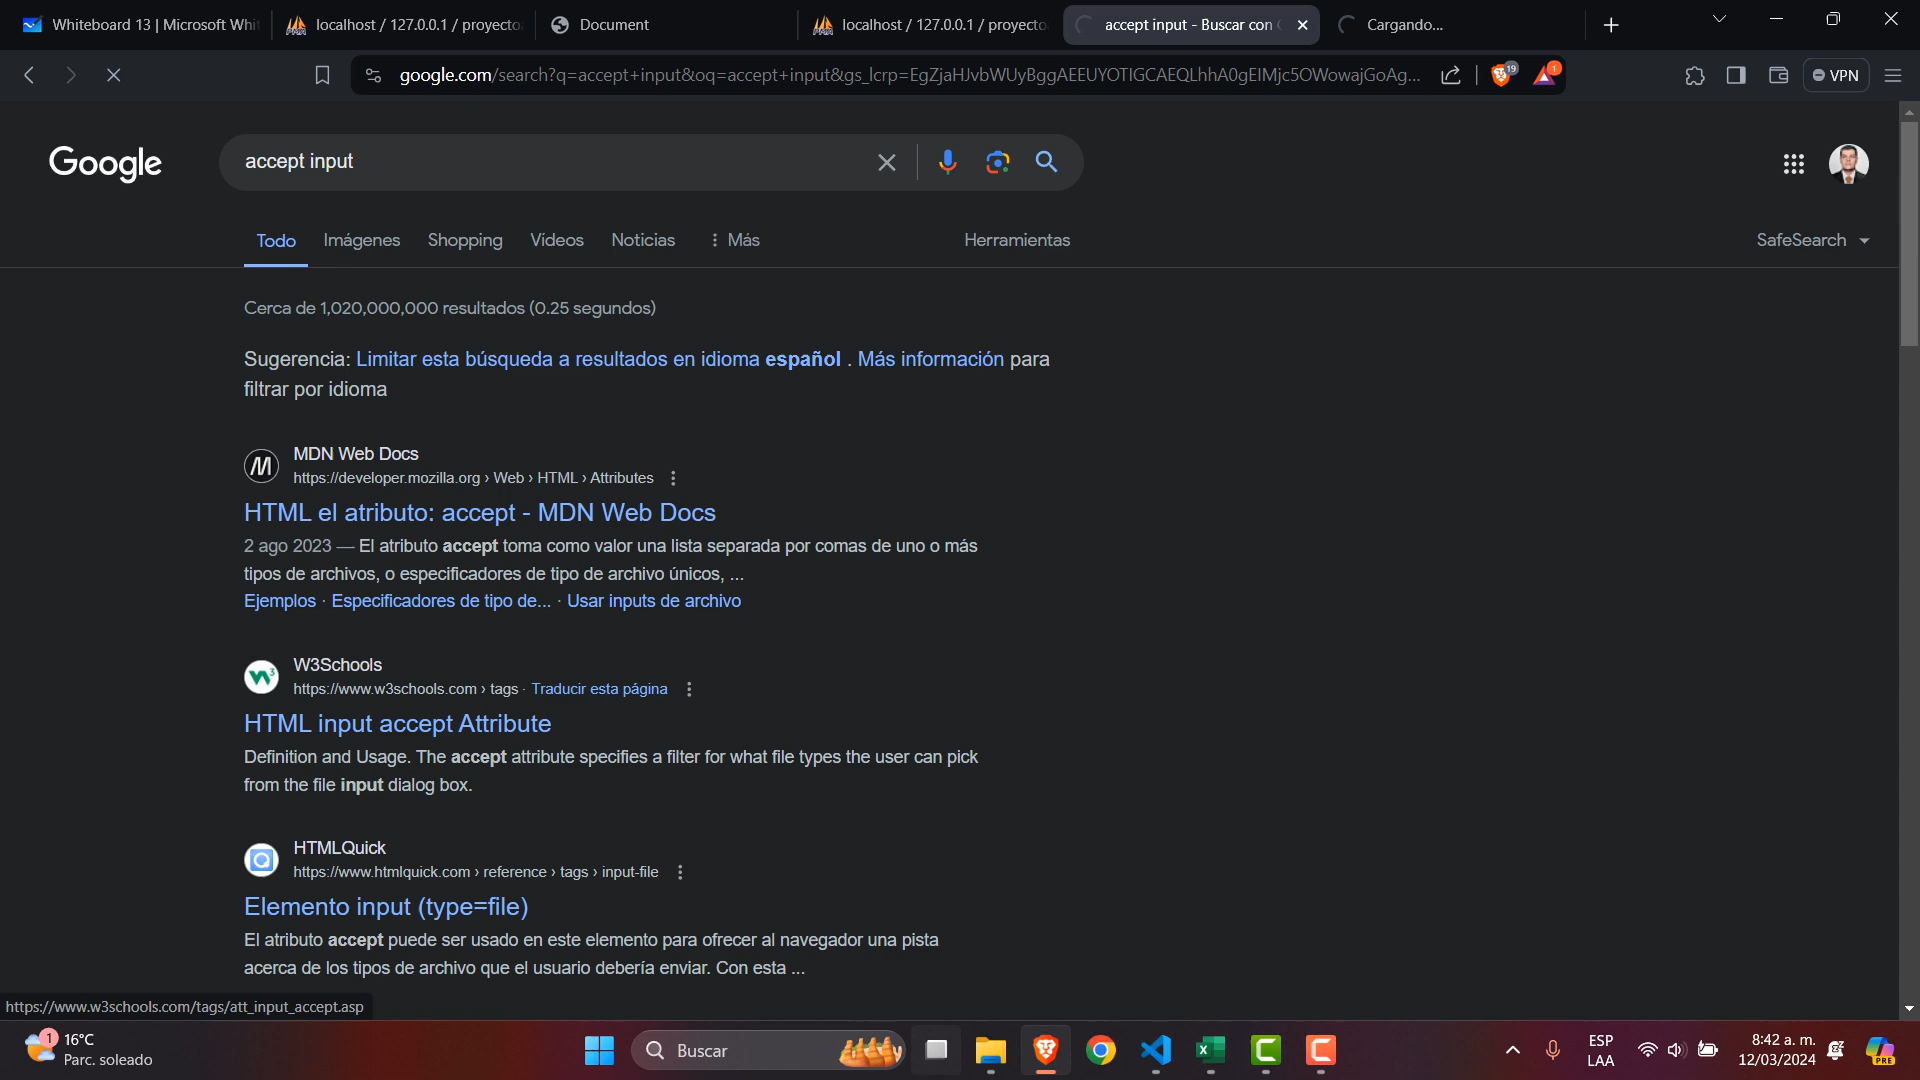 Whiteboard 13 | Microsoft Whit
localhost / 127.0.0.1 / proyecto
Document
localhost / 127.0.0.1 / proyecto
accept input - Buscar con G
Cargando...
google.com/search?q=accept+input&oq=accept+input&gs_lcrp=EgZjaHJvbWUyBggAEEUYOTIGCAEQLhhA0gEIMjc5OWowajGoAg...
19
1
VPN
Google
accept input
Todo
Imágenes
Shopping
Videos
Noticias
Más
Herramientas
SafeSearch
Cerca de 1,020,000,000 resultados (0.25 segundos)
Sugerencia: Limitar esta búsqueda a resultados en idioma español . Más información para
filtrar por idioma
MDN Web Docs
https://developer.mozilla.org › Web › HTML › Attributes
HTML el atributo: accept - MDN Web Docs
2 ago 2023 — El atributo accept toma como valor una lista separada por comas de uno o más
tipos de archivos, o especificadores de tipo de archivo únicos, ...
Ejemplos · Especificadores de tipo de... · Usar inputs de archivo
W3Schools
https://www.w3schools.com › tags · Traducir esta página
HTML input accept Attribute
Definition and Usage. The accept attribute specifies a filter for what file types the user can pick
from the file input dialog box.
HTMLQuick
https://www.htmlquick.com › reference › tags › input-file
Elemento input (type=file)
El atributo accept puede ser usado en este elemento para ofrecer al navegador una pista
acerca de los tipos de archivo que el usuario debería enviar. Con esta ...
https://www.w3schools.com/tags/att_input_accept.asp
1
16°C
Parc. soleado
Buscar
ESP
LAA
8:42 a. m.
12/03/2024
PRE